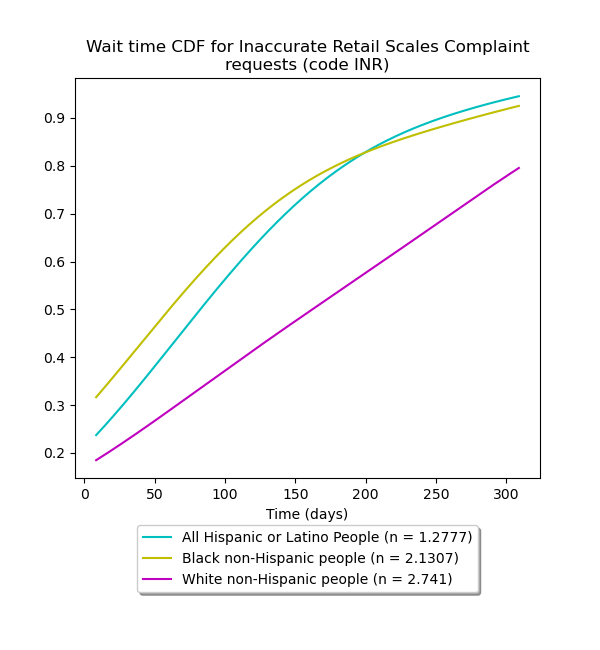 Wait time CDF for Inaccurate Retail Scales Complaint
requests (code INR)
0.9
0.8
0.7
0.6
0.5
0.4
0.3
0.2
0 50 100 150 200 250 300
Time (days)
All Hispanic or Latino People (n = 1.2777)
Black non-Hispanic people (n = 2.1307)
White non-Hispanic people (n = 2.741)